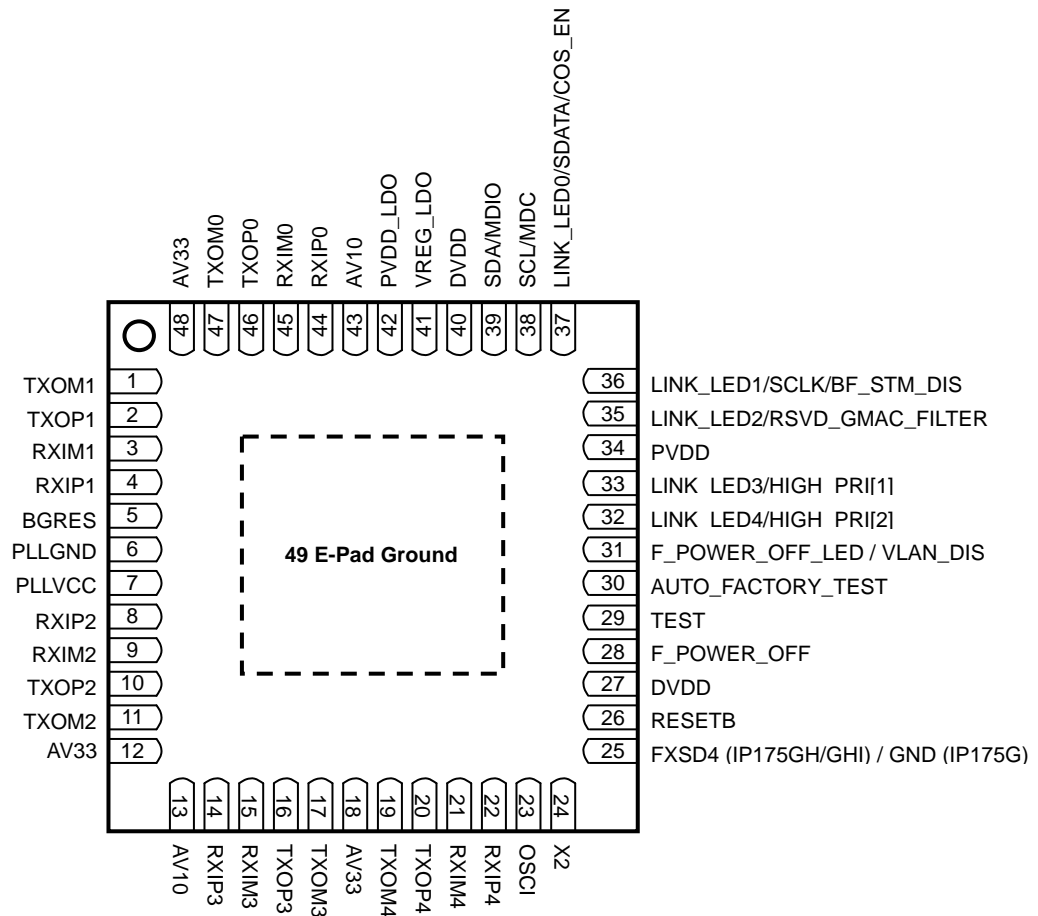 LINK_LED0/SDATA/COS_EN
SCL/MDC
SDA/MDIO
DVDD
VREG_LDO
PVDD_LDO
AV10
RXIP0
RXIM0
TXOP0
TXOM0
AV33
48 47 46 45 44 43 42 41 40 39 38 37
TXOM1 1
TXOP1 2
RXIM1 3
RXIP1 4
BGRES 5
PLLGND 6
PLLVCC 7
RXIP2 8
RXIM2 9
TXOP2 10
TXOM2 11
AV33 12
49 E-Pad Ground
36 LINK_LED1/SCLK/BF_STM_DIS
35 LINK_LED2/RSVD_GMAC_FILTER
34 PVDD
33 LINK_LED3/HIGH_PRI[1]
32 LINK_LED4/HIGH_PRI[2]
31 F_POWER_OFF_LED / VLAN_DIS
30 AUTO_FACTORY_TEST
29 TEST
28 F_POWER_OFF
27 DVDD
26 RESETB
25 FXSD4 (IP175GH/GHI) / GND (IP175G)
13 14 15 16 17 18 19 20 21 22 23 24
AV10
RXIP3
RXIM3
TXOP3
TXOM3
AV33
TXOM4
TXOP4
RXIM4
RXIP4
OSCI
X2